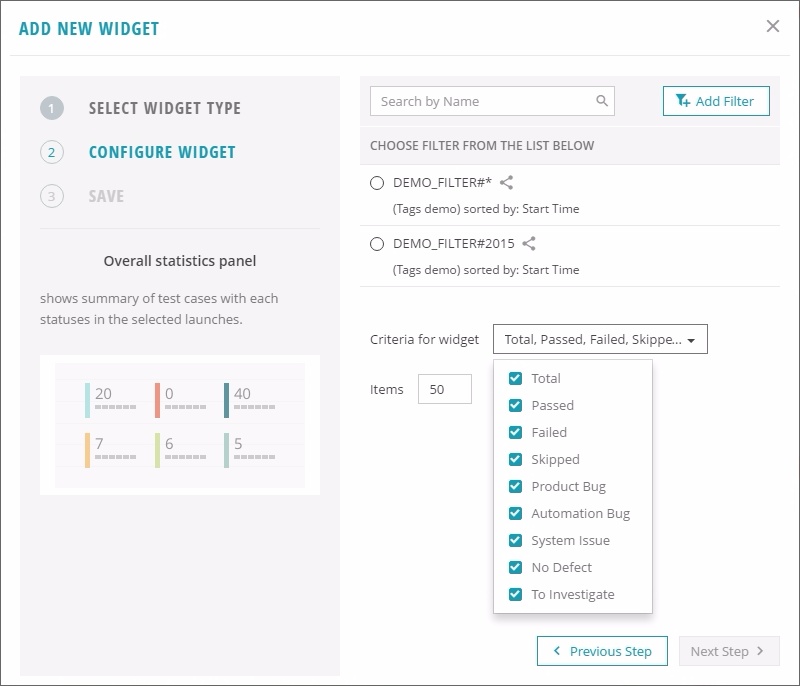 ADD NEW WIDGET
1 SELECT WIDGET TYPE
2 CONFIGURE WIDGET
3 SAVE
Overall statistics panel
shows summary of test cases with each
statuses in the selected launches.
20 0 40
7 6 5
Search by Name
Add Filter
CHOOSE FILTER FROM THE LIST BELOW
DEMO_FILTER#*
(Tags demo) sorted by: Start Time
DEMO_FILTER#2015
(Tags demo) sorted by: Start Time
Criteria for widget Total, Passed, Failed, Skippe...
Items 50
Total
Passed
Failed
Skipped
Product Bug
Automation Bug
System Issue
No Defect
To Investigate
Previous Step
Next Step